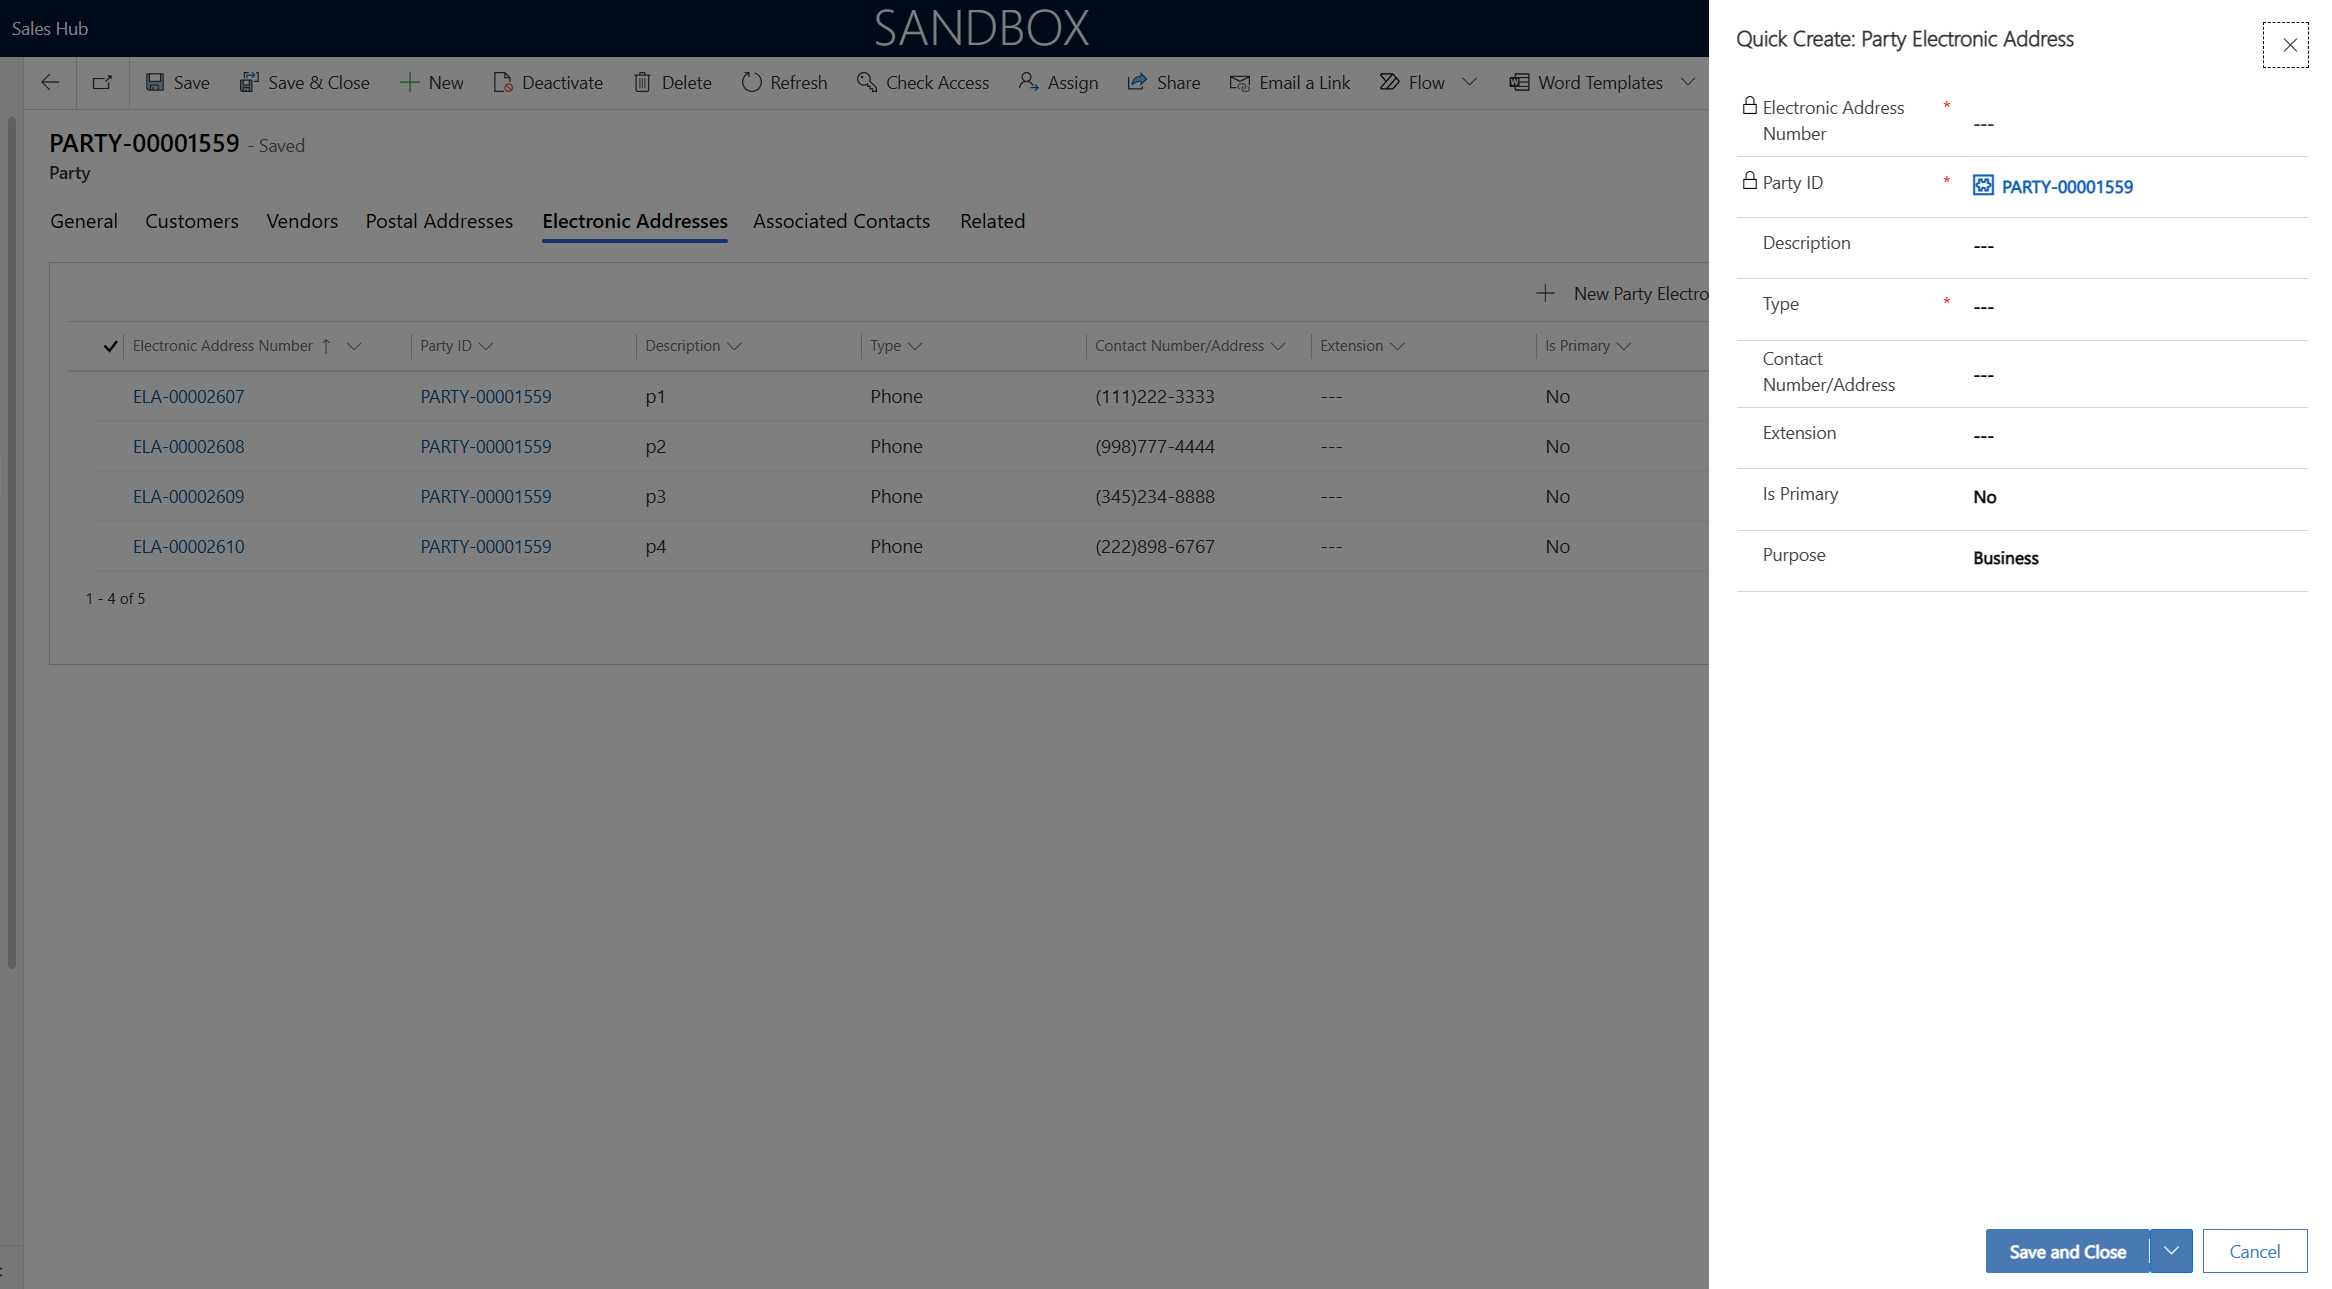 Sales Hub
SANDBOX
Save
Save & Close
New
Deactivate
Delete
Refresh
Check Access
Assign
Share
Email a Link
Flow
Word Templates
PARTY-00001559 - Saved
Party
General
Customers
Vendors
Postal Addresses
Electronic Addresses
Associated Contacts
Related
New Party Electro
Electronic Address Number ↑
Party ID
Description
Type
Contact Number/Address
Extension
Is Primary
ELA-00002607 PARTY-00001559 p1 Phone (111)222-3333 --- No
ELA-00002608 PARTY-00001559 p2 Phone (998)777-4444 --- No
ELA-00002609 PARTY-00001559 p3 Phone (345)234-8888 --- No
ELA-00002610 PARTY-00001559 p4 Phone (222)898-6767 --- No
1 - 4 of 5
Quick Create: Party Electronic Address
Electronic Address * ---
Number
Party ID * PARTY-00001559
Description ---
Type * ---
Contact
Number/Address ---
Extension ---
Is Primary No
Purpose Business
Save and Close
Cancel